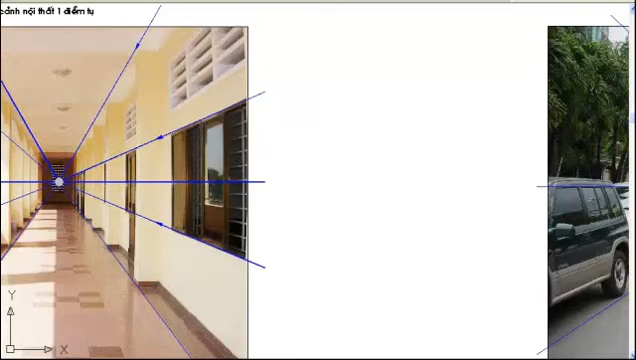 cảnh nội thất 1 điểm tụ
Y
X